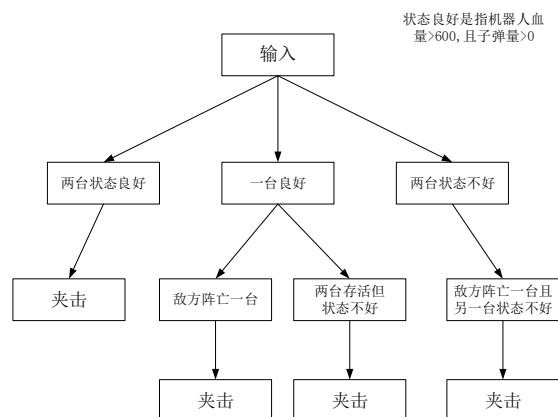 状态良好是指机器人血
量>600,且子弹量>0
输入
两台状态良好
一台良好
两台状态不好
夹击
敌方阵亡一台
两台存活但
状态不好
敌方阵亡一台且
另一台状态不好
夹击
夹击
夹击